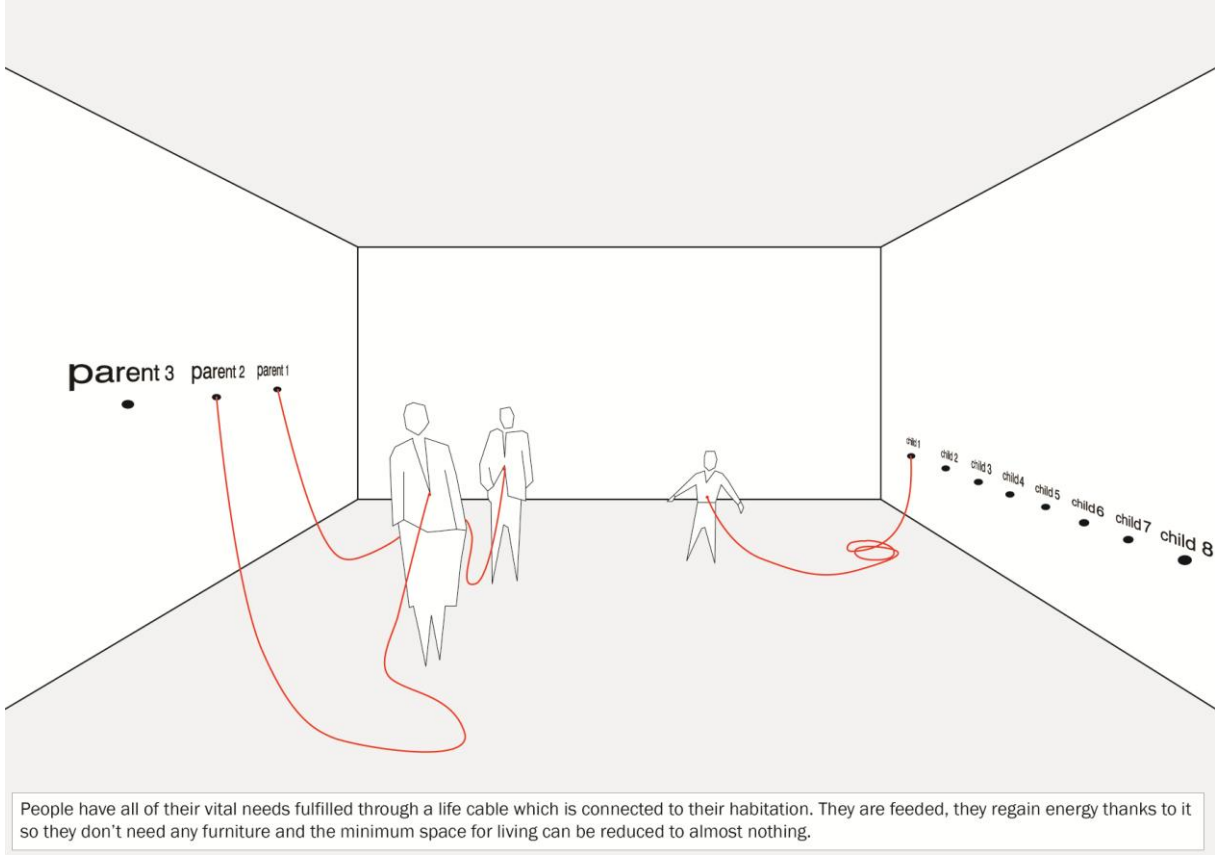 parent 3 parent 2 parent 1
child 1 child 2 child 3 child 4 child 5 child 6 child 7 child 8
People have all of their vital needs fulfilled through a life cable which is connected to their habitation. They are feeded, they regain energy thanks to it
so they don't need any furniture and the minimum space for living can be reduced to almost nothing.